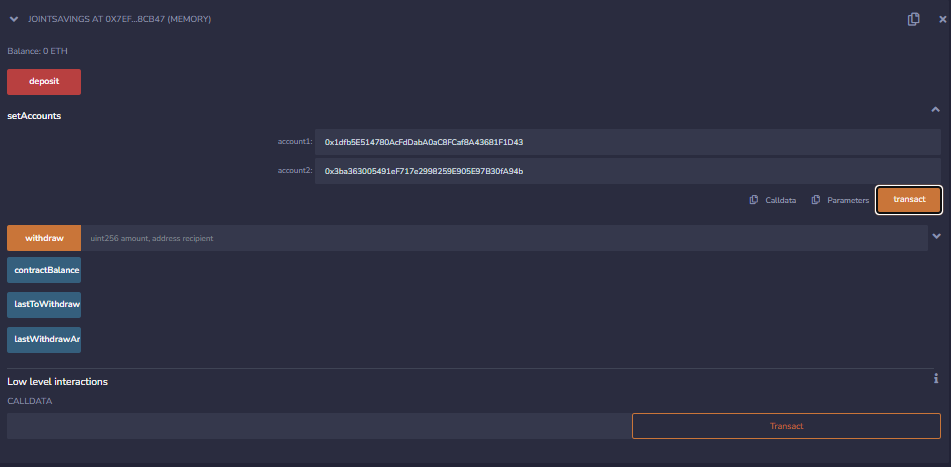 JOINTSAVINGS AT 0X7EF...8CB47 (MEMORY)
Balance: 0 ETH
deposit
setAccounts
account1: 0x1dfb5E514780AcFdDabA0aC8FCaf8A43681F1D43
account2: 0x3ba363005491eF717e2998259E905E97B30fA94b
Calldata Parameters transact
withdraw uint256 amount, address recipient
contractBalance
lastToWithdraw
lastWithdrawAr
Low level interactions
CALLDATA
Transact